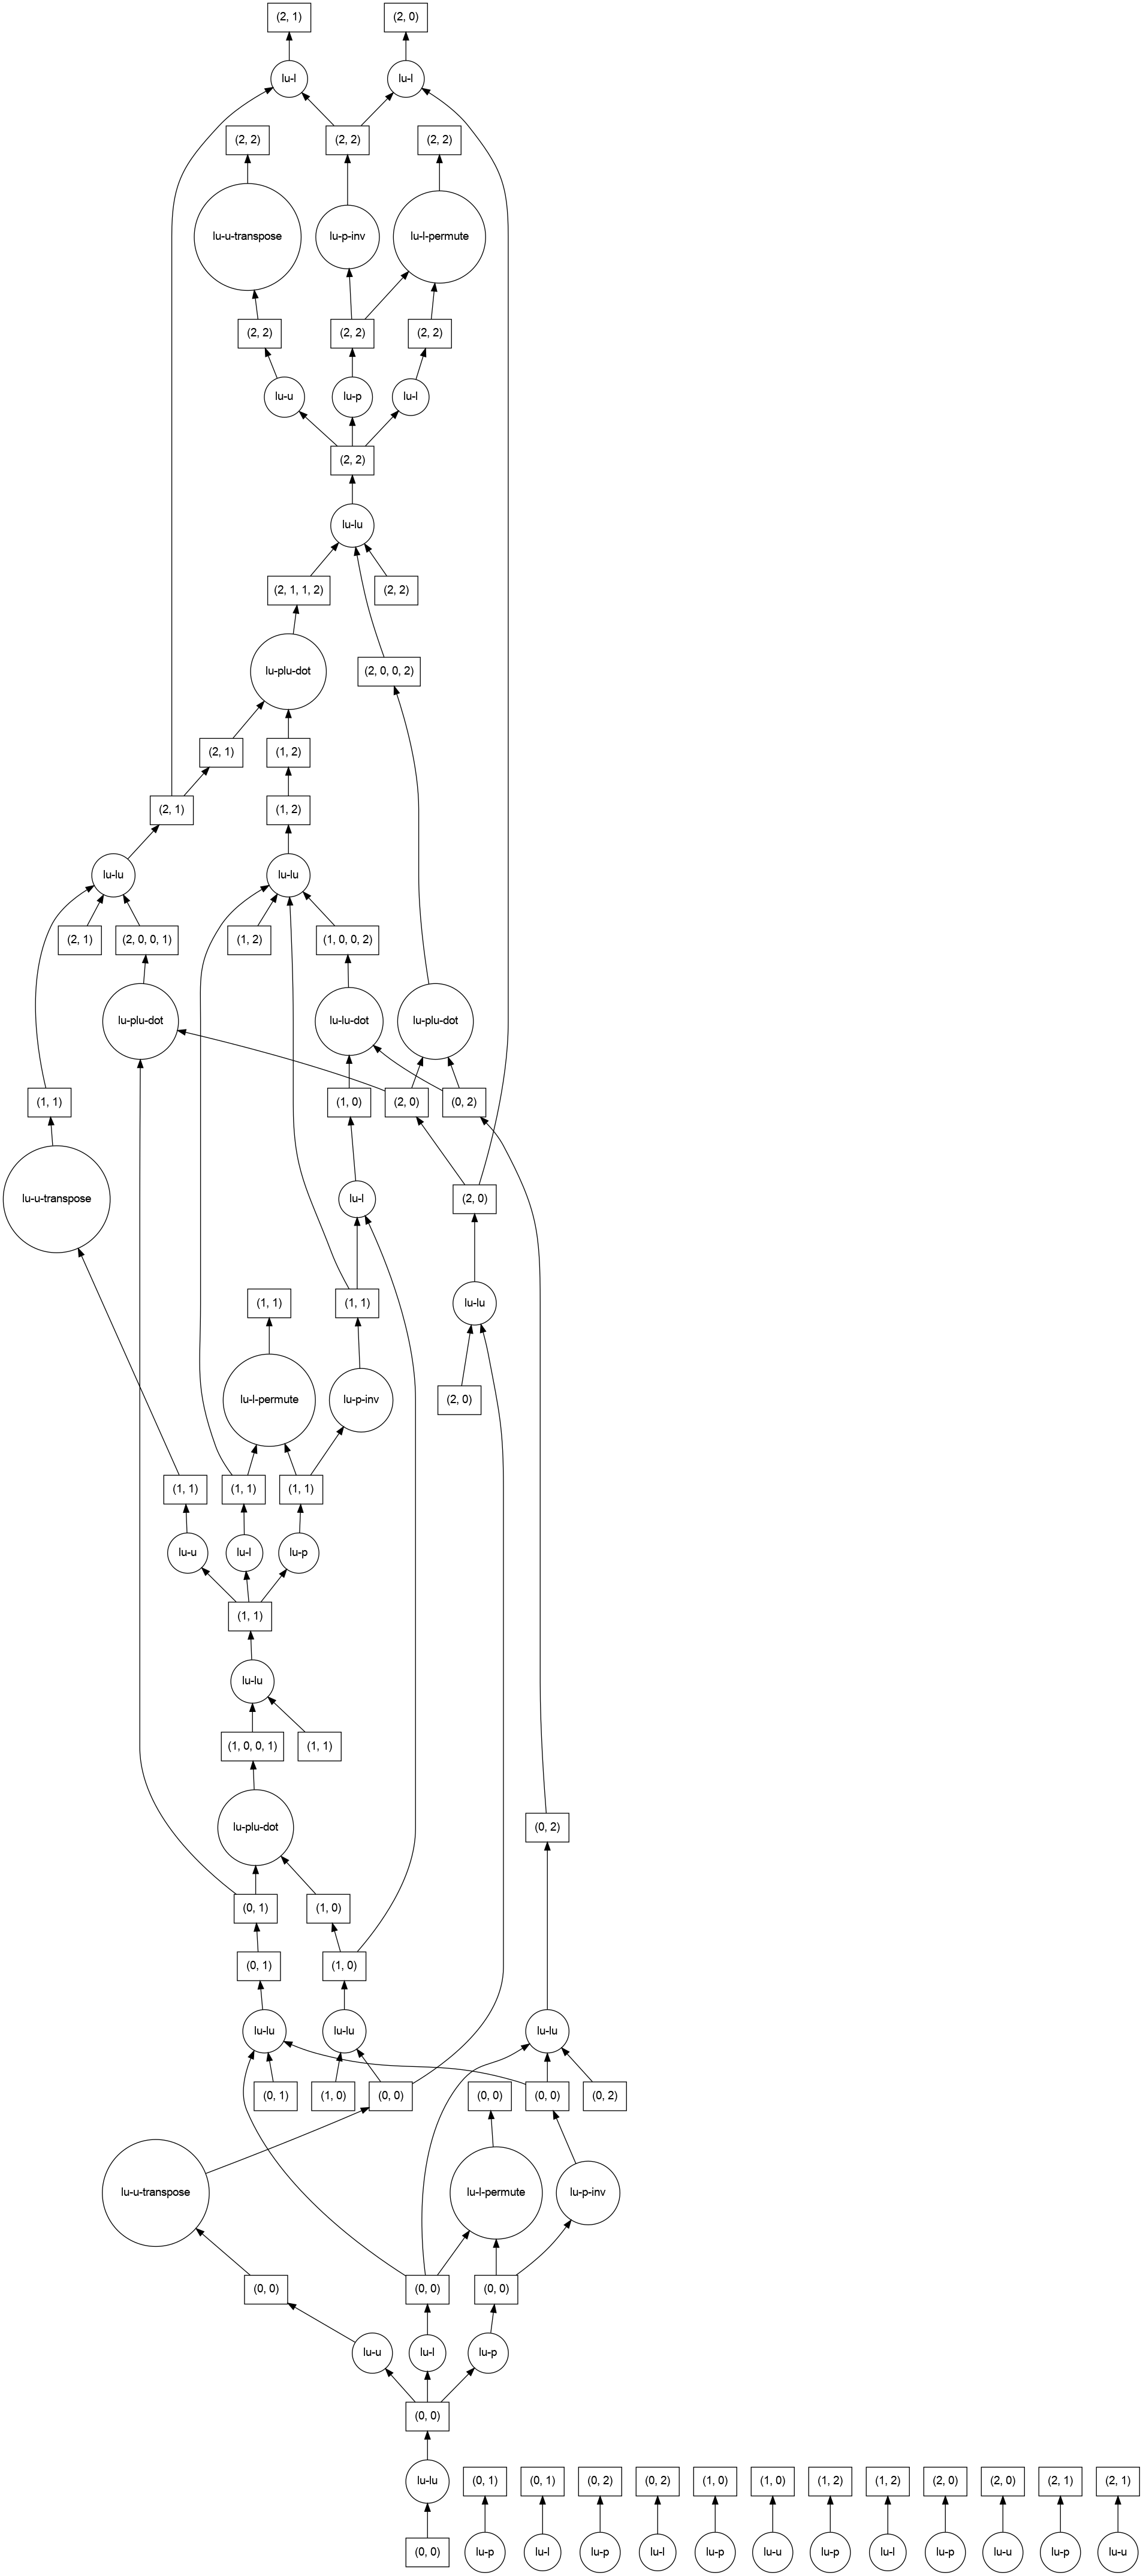 (2, 1) (2, 0)
lu-l lu-l
(2, 2) (2, 2) (2, 2)
lu-u-transpose lu-p-inv lu-l-permute
(2, 2) (2, 2) (2, 2)
lu-u lu-p lu-l
(2, 2)
lu-lu
(2, 1, 1, 2) (2, 2)
lu-plu-dot (2, 0, 0, 2)
(2, 1) (1, 2)
(2, 1) (1, 2)
lu-lu lu-lu
(2, 1) (2, 0, 0, 1) (1, 2) (1, 0, 0, 2)
lu-plu-dot lu-lu-dot lu-plu-dot
(1, 1) (1, 0) (2, 0) (0, 2)
lu-u-transpose lu-l (2, 0)
(1, 1) (1, 1) lu-lu
lu-l-permute lu-p-inv (2, 0)
(1, 1) (1, 1) (1, 1)
lu-u lu-l lu-p
(1, 1)
lu-lu
(1, 0, 0, 1) (1, 1)
lu-plu-dot (0, 2)
(0, 1) (1, 0)
(0, 1) (1, 0)
lu-lu lu-lu lu-lu
(0, 1) (1, 0) (0, 0) (0, 0) (0, 0) (0, 2)
lu-u-transpose lu-l-permute lu-p-inv
(0, 0) (0, 0) (0, 0)
lu-u lu-l lu-p
(0, 0)
lu-lu (0, 1) (0, 1) (0, 2) (0, 2) (1, 0) (1, 0) (1, 2) (1, 2) (2, 0) (2, 0) (2, 1) (2, 1)
(0, 0) lu-p lu-l lu-p lu-l lu-p lu-u lu-p lu-l lu-p lu-u lu-p lu-u